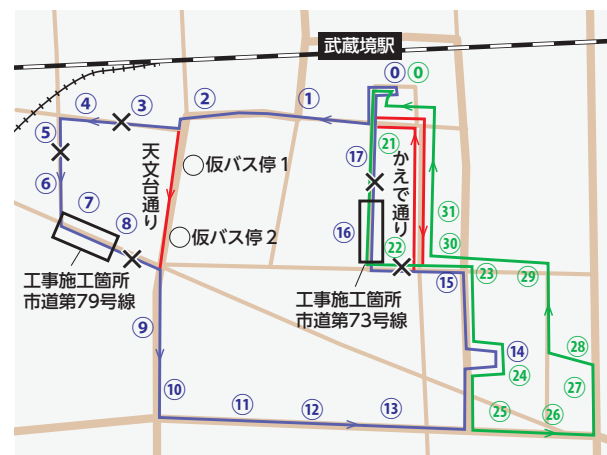 武蔵境駅
⓪ ⓪
④ ③ ② ①
⑤
⑥
⑦
⑧
天文台通り
○仮バス停1
○仮バス停2
㉑
⑰
かえで通り
⑯
㉒
㉛
㉚
工事施工箇所
市道第79号線
工事施工箇所
市道第73号線
㉓
⑮
㉙
⑨
⑭
㉘
㉔
㉗
⑩
⑪
⑫
⑬
㉕
㉖